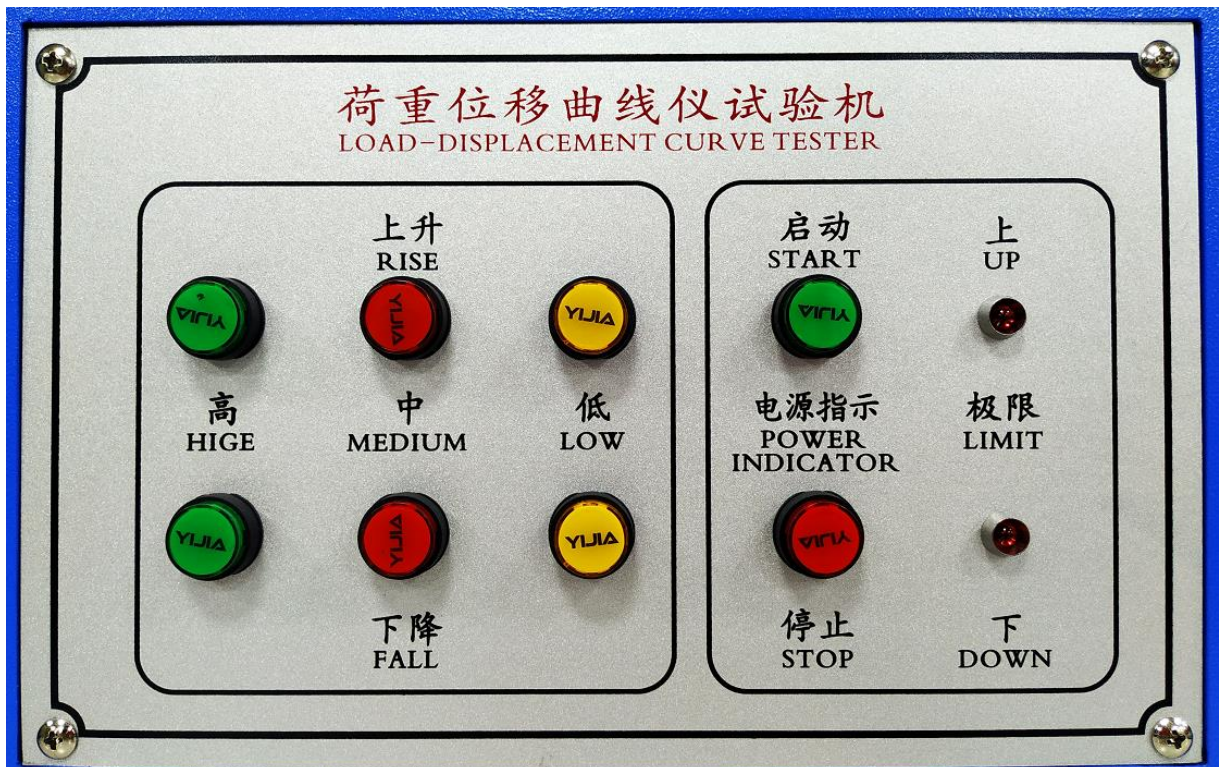 荷重位移曲线仪试验机
LOAD-DISPLACEMENT CURVE TESTER
上升
RISE
YIJIA
YIJIA
YIJIA
高
HIGE
中
MEDIUM
低
LOW
YIJIA
YIJIA
YIJIA
下降
FALL
启动
START
上
UP
YIJIA
电源指示
POWER
INDICATOR
极限
LIMIT
YIJIA
停止
STOP
下
DOWN